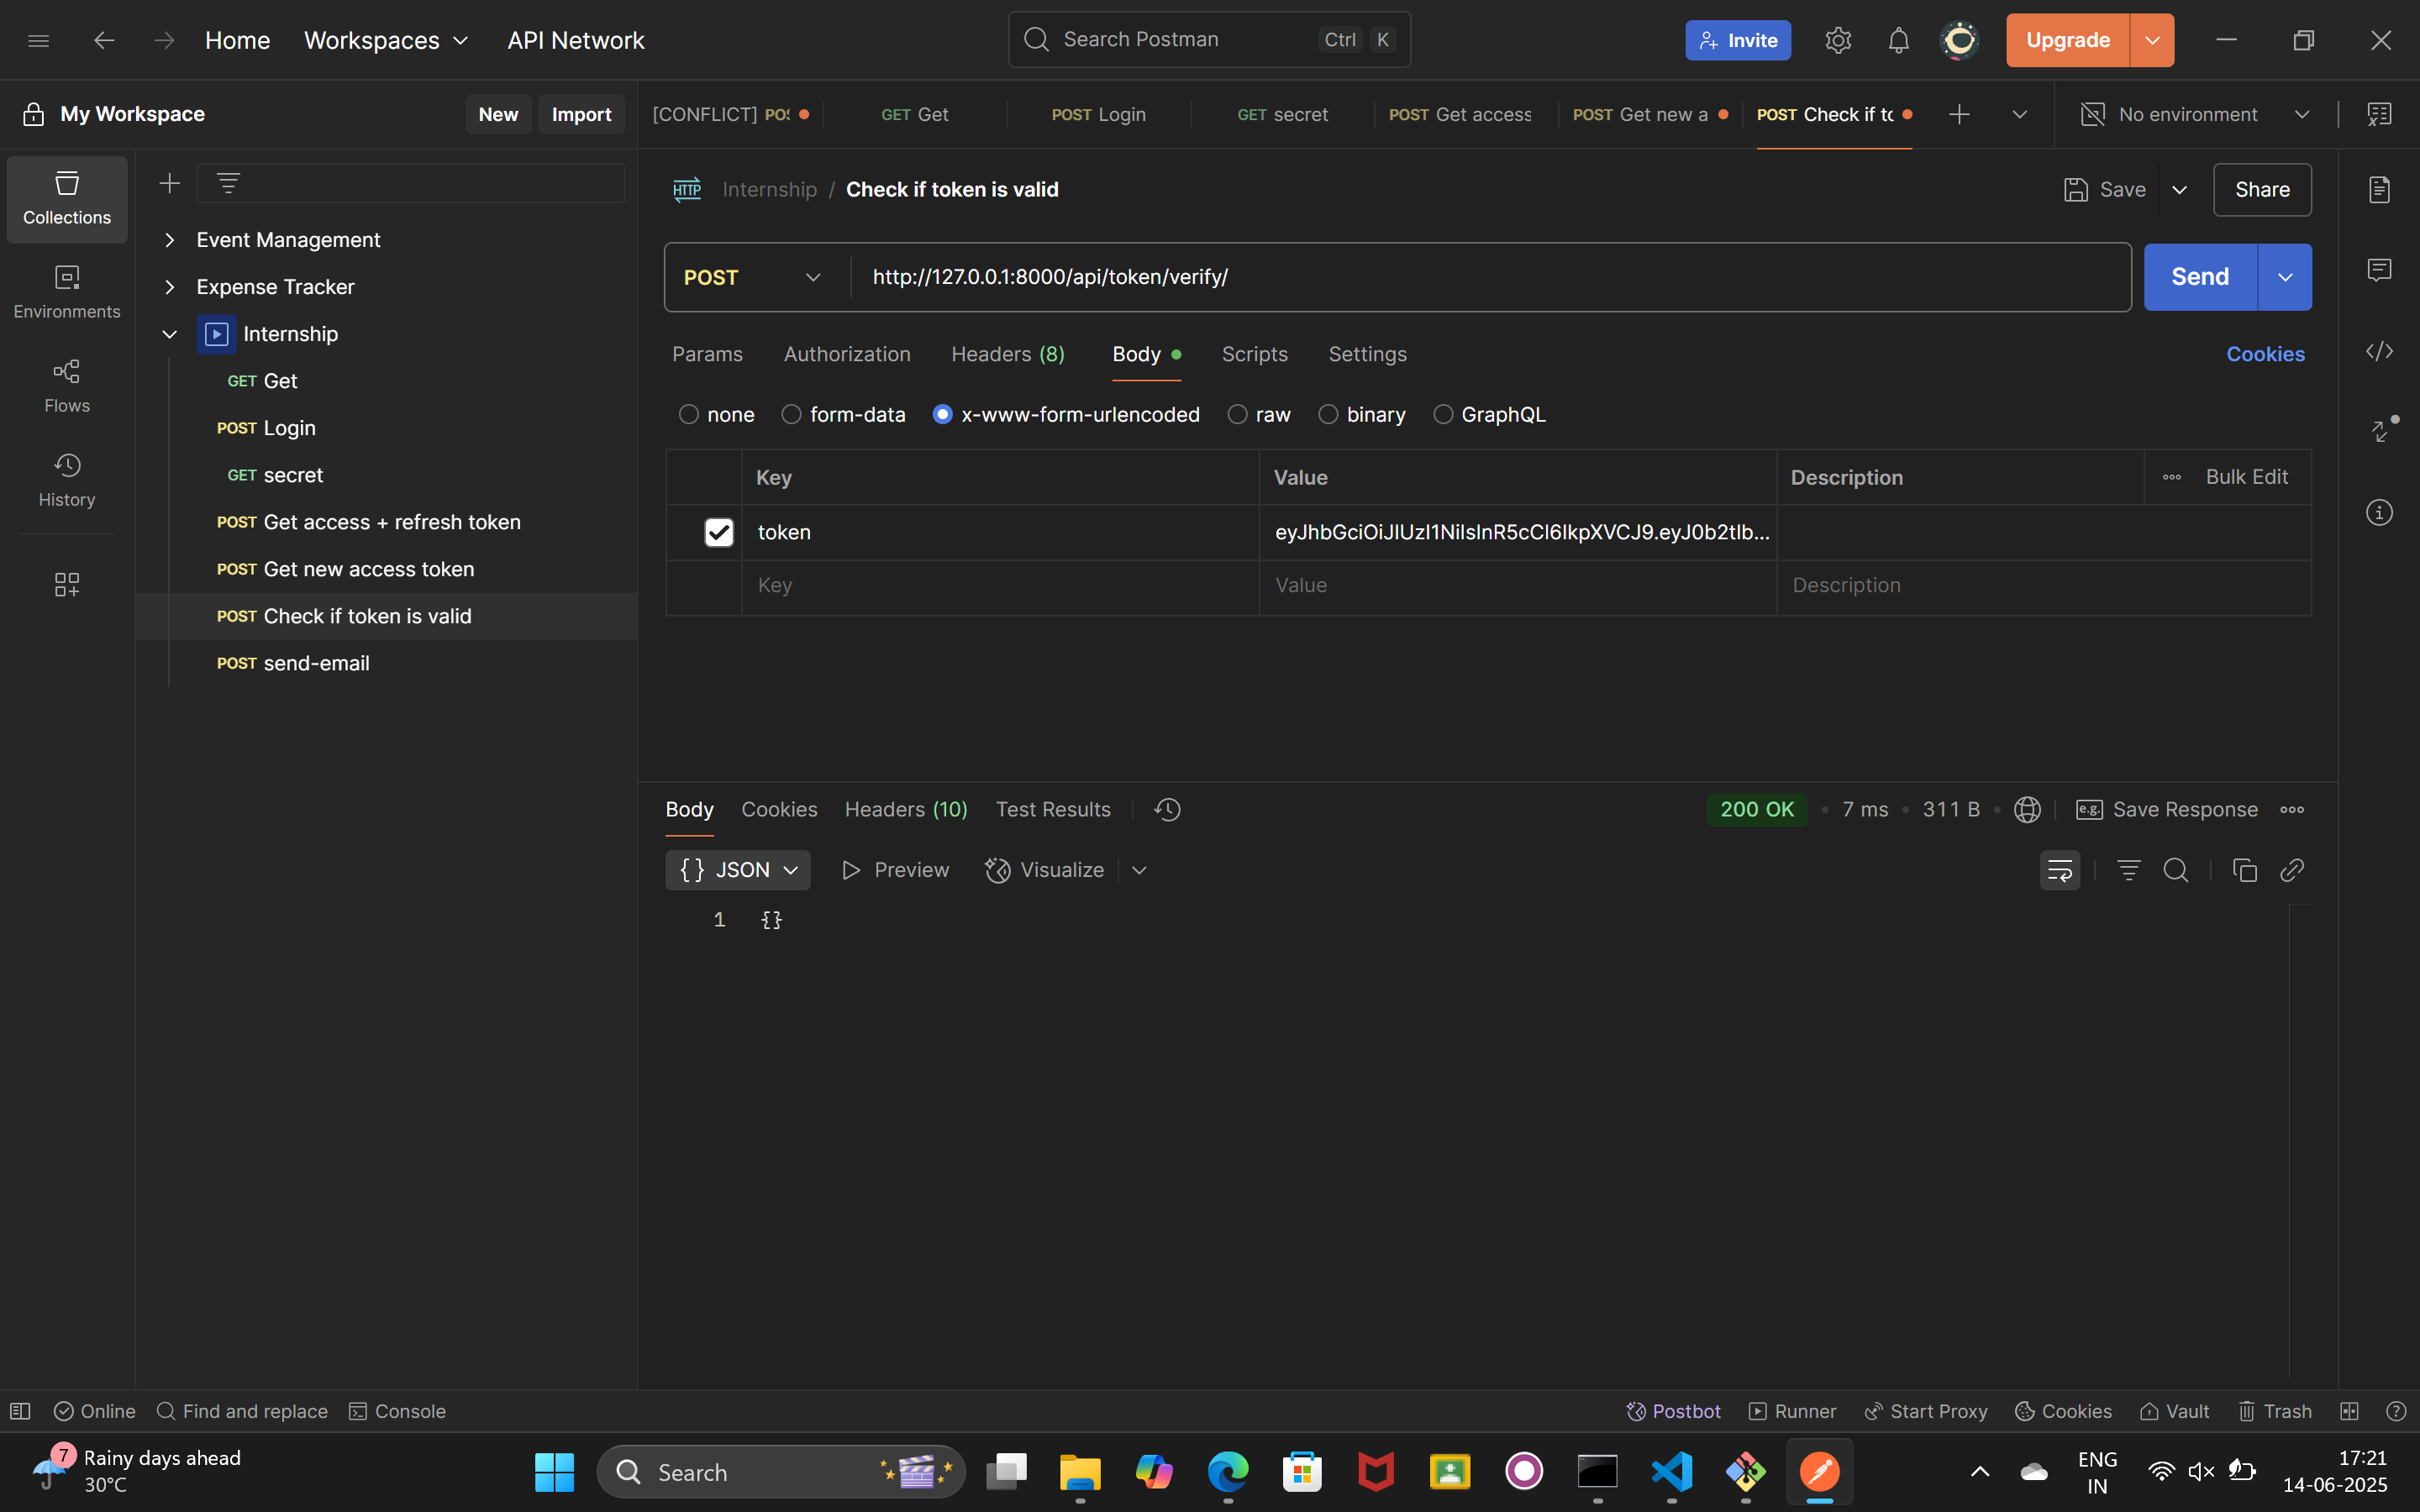 Home
Workspaces
API Network
Search Postman
Ctrl
K
Invite
Upgrade
My Workspace
New
Import
[CONFLICT] POS
GET Get
POST Login
GET secret
POST Get access
POST Get new a
POST Check if to
No environment
Collections
Environments
Flows
History
Event Management
Expense Tracker
Internship
GET Get
POST Login
GET secret
POST Get access + refresh token
POST Get new access token
POST Check if token is valid
POST send-email
HTTP
Internship / Check if token is valid
Save
Share
POST
http://127.0.0.1:8000/api/token/verify/
Send
Params
Authorization
Headers (8)
Body
Scripts
Settings
Cookies
none
form-data
x-www-form-urlencoded
raw
binary
GraphQL
Key
Value
Description
Bulk Edit
token
eyJhbGciOiJIUzI1NiIsInR5cCI6IkpXVCJ9.eyJ0b2tlb...
Key
Value
Description
Body
Cookies
Headers (10)
Test Results
200 OK
7 ms
311 B
e.g.
Save Response
{} JSON
Preview
Visualize
1
{}
Online
Find and replace
Console
Postbot
Runner
Start Proxy
Cookies
Vault
Trash
7
Rainy days ahead
30°C
Search
ENG
IN
17:21
14-06-2025